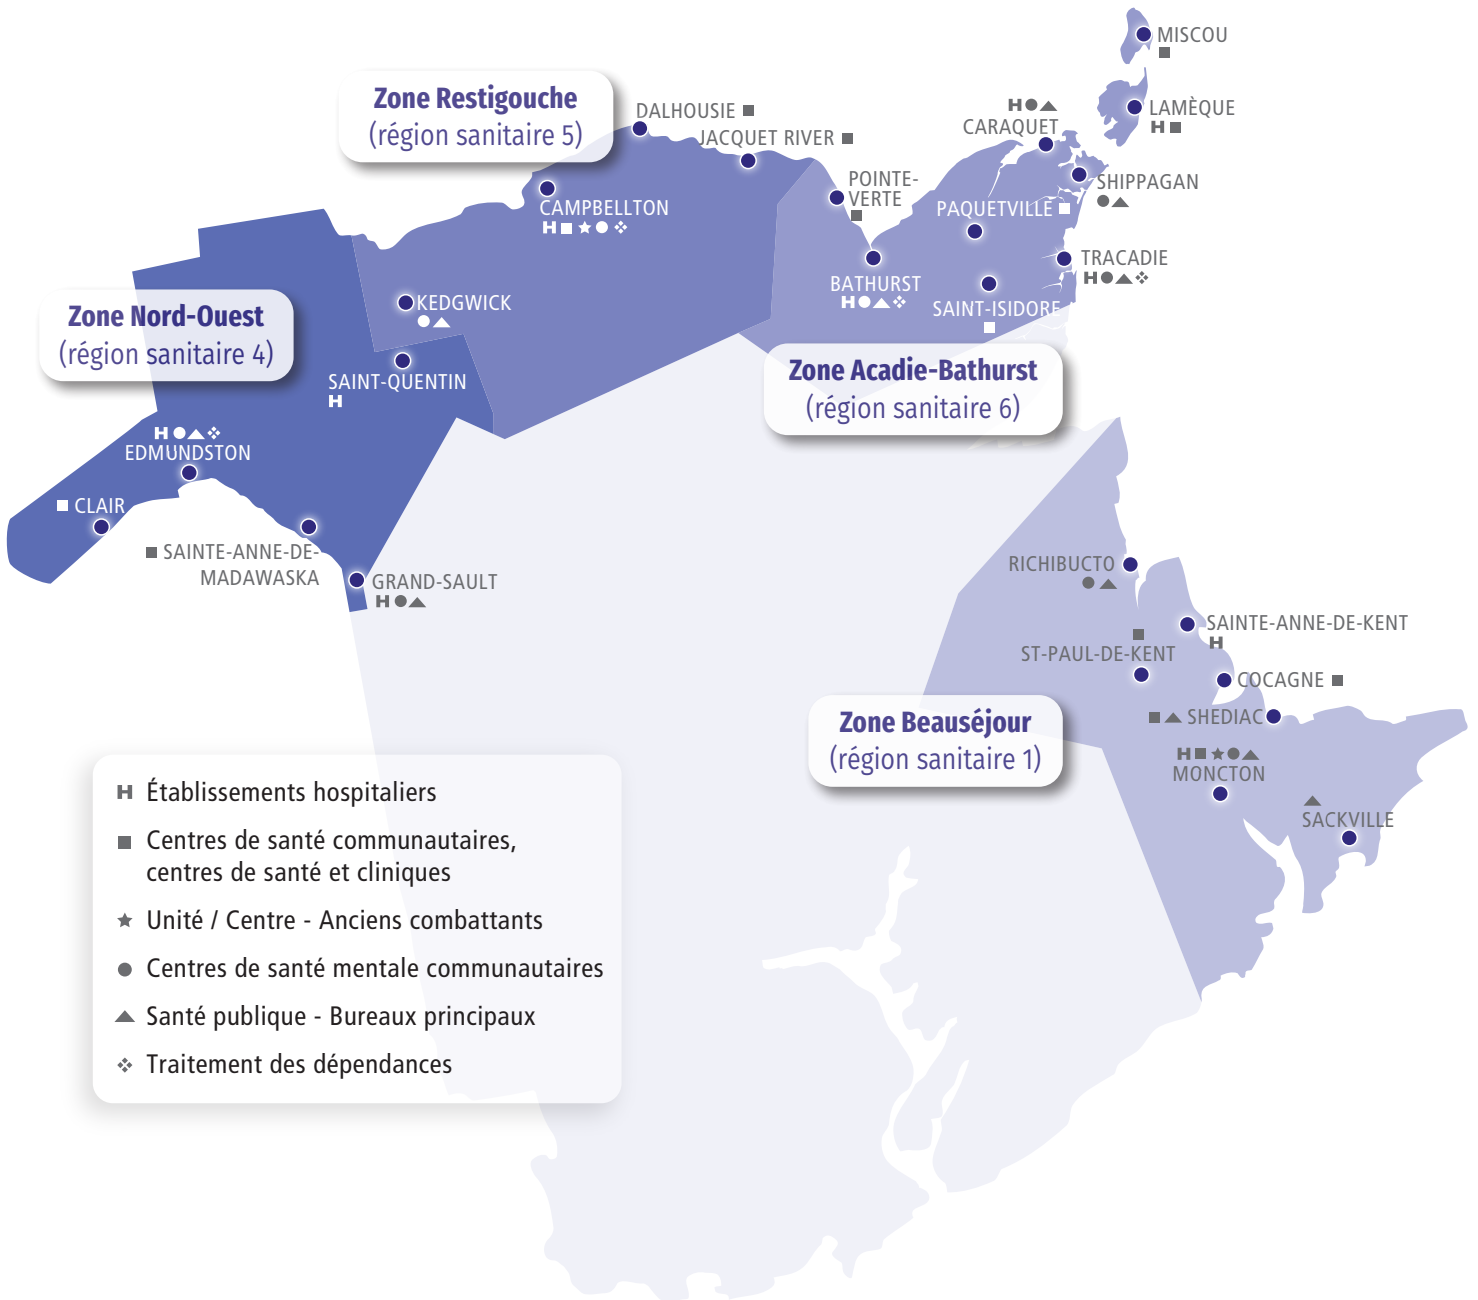 MISCOU
Zone Restigouche
(région sanitaire 5)
DALHOUSIE
JACQUET RIVER
H
CARAQUET
LAMÈQUE
H
POINTE-
VERTE
SHIPPAGAN
CAMPBELLTON
H
PAQUETVILLE
TRACADIE
H
BATHURST
H
SAINT-ISIDORE
KEDGWICK
Zone Nord-Ouest
(région sanitaire 4)
SAINT-QUENTIN
H
Zone Acadie-Bathurst
(région sanitaire 6)
H
EDMUNDSTON
CLAIR
SAINTE-ANNE-DE-
MADAWASKA
GRAND-SAULT
H
RICHIBUCTO
SAINTE-ANNE-DE-KENT
H
ST-PAUL-DE-KENT
COCAGNE
SHEDIAC
Zone Beauséjour
(région sanitaire 1)
H
MONCTON
SACKVILLE
H Établissements hospitaliers
Centres de santé communautaires,
centres de santé et cliniques
Unité / Centre - Anciens combattants
Centres de santé mentale communautaires
Santé publique - Bureaux principaux
Traitement des dépendances